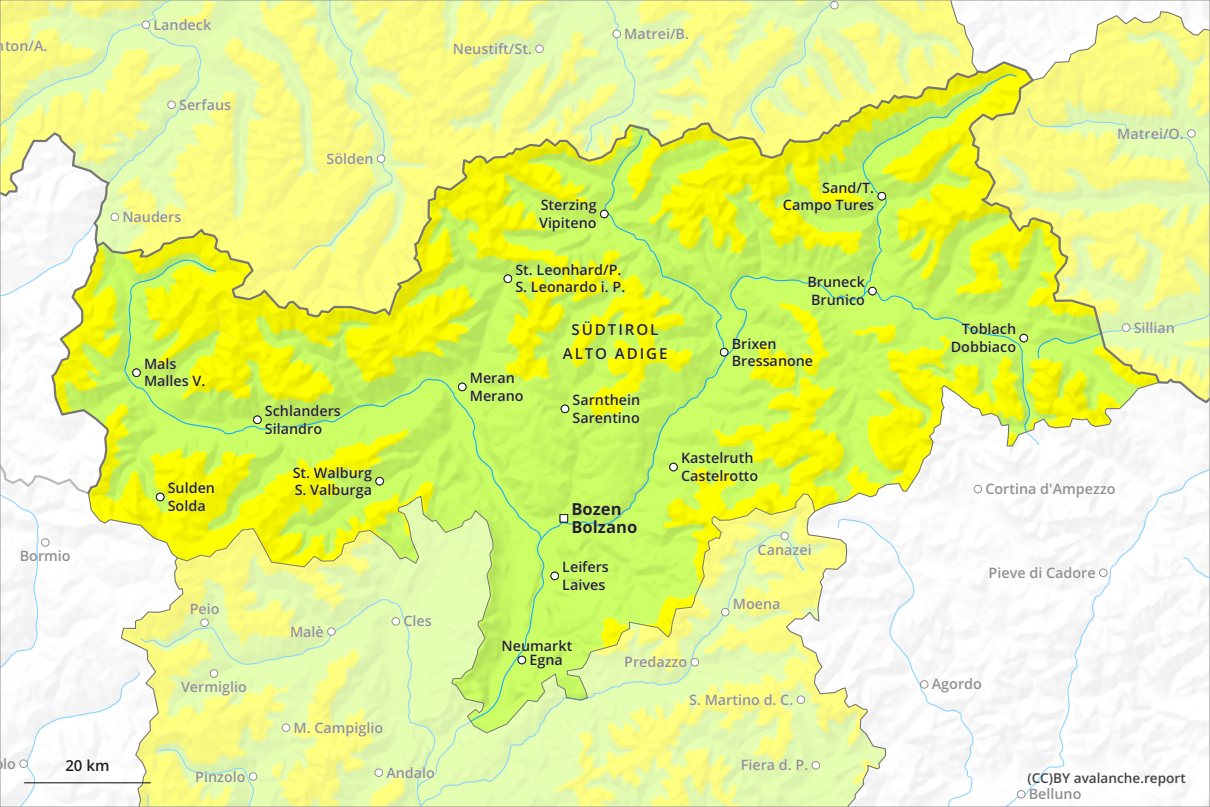 Landeck
nton/A.
Neustift/St.
Matrei/B.
Serfaus
Matrei/O.
Sölden
Nauders
Sand/T.
Campo Tures
Sterzing
Vipiteno
St. Leonhard/P.
S. Leonardo i. P.
Bruneck
Brunico
SÜDTIROL
ALTO ADIGE
Toblach
Dobbiaco
Sillian
Brixen
Bressanone
Mals
Malles V.
Meran
Merano
Schlanders
Silandro
Sarnthein
Sarentino
Kastelruth
Castelrotto
St. Walburg
S. Valburga
Sulden
Solda
Cortina d'Ampezzo
Bozen
Bolzano
Bormio
Canazei
Leifers
Laives
Pieve di Cadore
Peio
Moena
Malè
Cles
Neumarkt
Egna
Predazzo
Vermiglio
Agordo
S. Martino d. C.
M. Campiglio
olo
20 km
Pinzolo
Andalo
Fiera d. P.
(CC)BY avalanche.report
Belluno